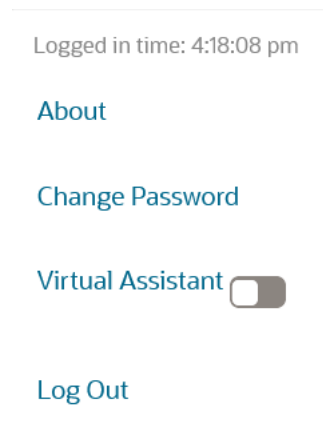 Logged in time: 4:18:08 pm
About
Change Password
Virtual Assistant
Log Out